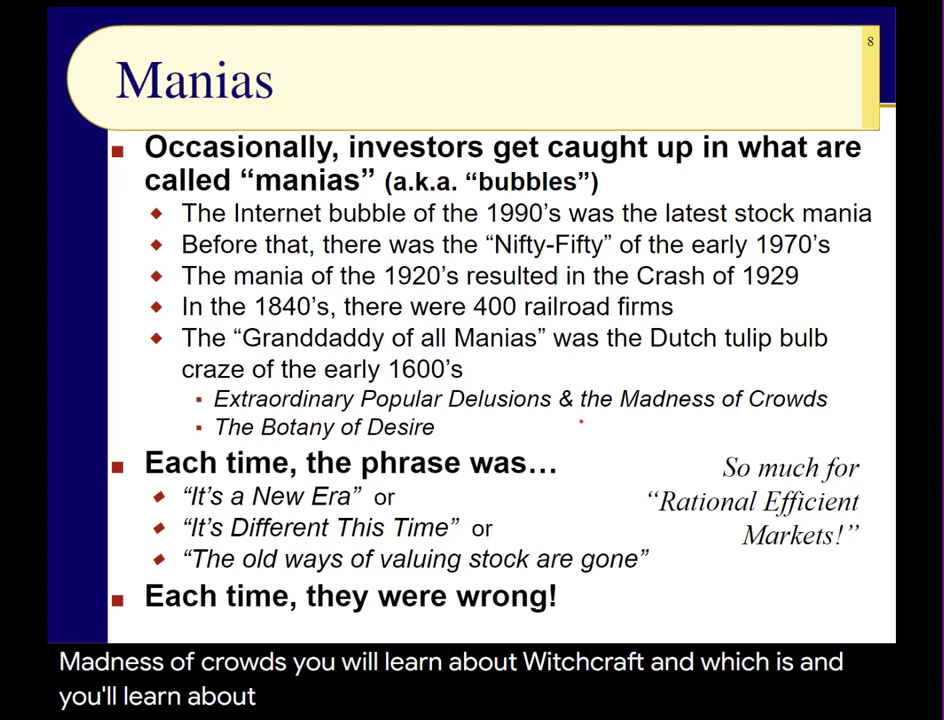 8
Manias
Occasionally, investors get caught up in what are
called “manias” (a.k.a. “bubbles”)
The Internet bubble of the 1990’s was the latest stock mania
Before that, there was the “Nifty-Fifty” of the early 1970’s
The mania of the 1920’s resulted in the Crash of 1929
In the 1840’s, there were 400 railroad firms
The “Granddaddy of all Manias” was the Dutch tulip bulb
craze of the early 1600’s
Extraordinary Popular Delusions & the Madness of Crowds
The Botany of Desire
Each time, the phrase was…
“It’s a New Era” or
“It’s Different This Time” or
“The old ways of valuing stock are gone”
So much for
“Rational Efficient
Markets!”
Each time, they were wrong!
Madness of crowds you will learn about Witchcraft and which is and
you'll learn about